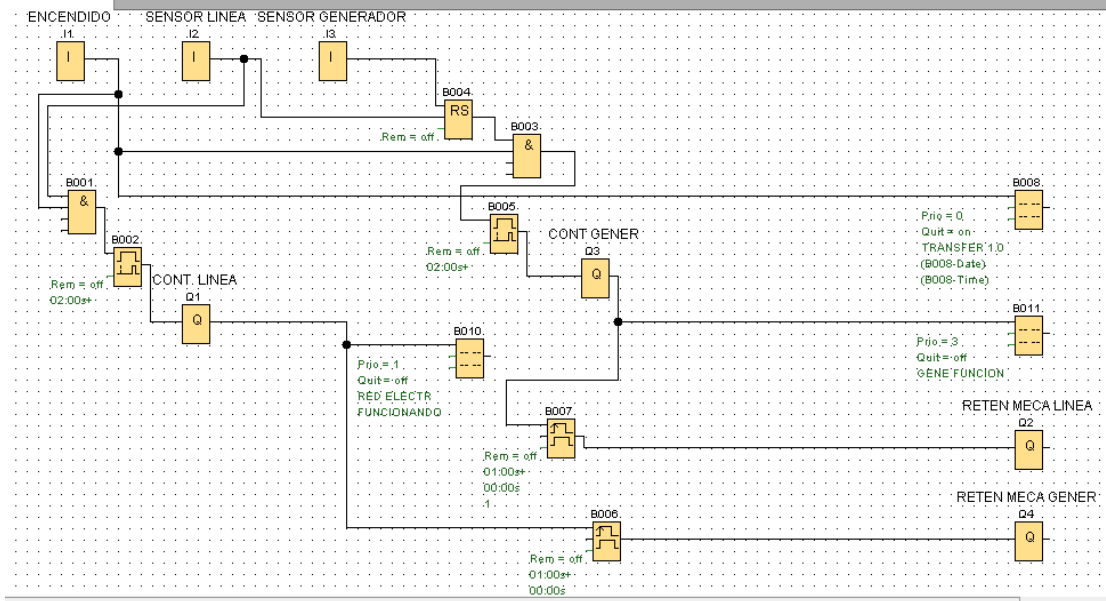 ENCENDIDO SENSOR LINEA SENSOR GENERADOR
I1 I2 I3
I I I
B004
RS
Rem = off
B003
&
B001
&
B008
Prio = 0
Quit = on
TRANSFER 1.0
(B008-Date)
(B008-Time)
B005
Rem = off
02:00s+
CONT GENER
Q3
Q
B002
Rem = off
02:00s+
CONT. LINEA
Q1
Q
B011
Prio = 3
Quit = off
GENE FUNCION
B010
Prio = 1
Quit = off
RED ELECTR
FUNCIONANDO
B007
Rem = off
01:00s+
00:00s
1
RETEN MECA LINEA
Q2
Q
RETEN MECA GENER
Q4
Q
B006
Rem = off
01:00s+
00:00s